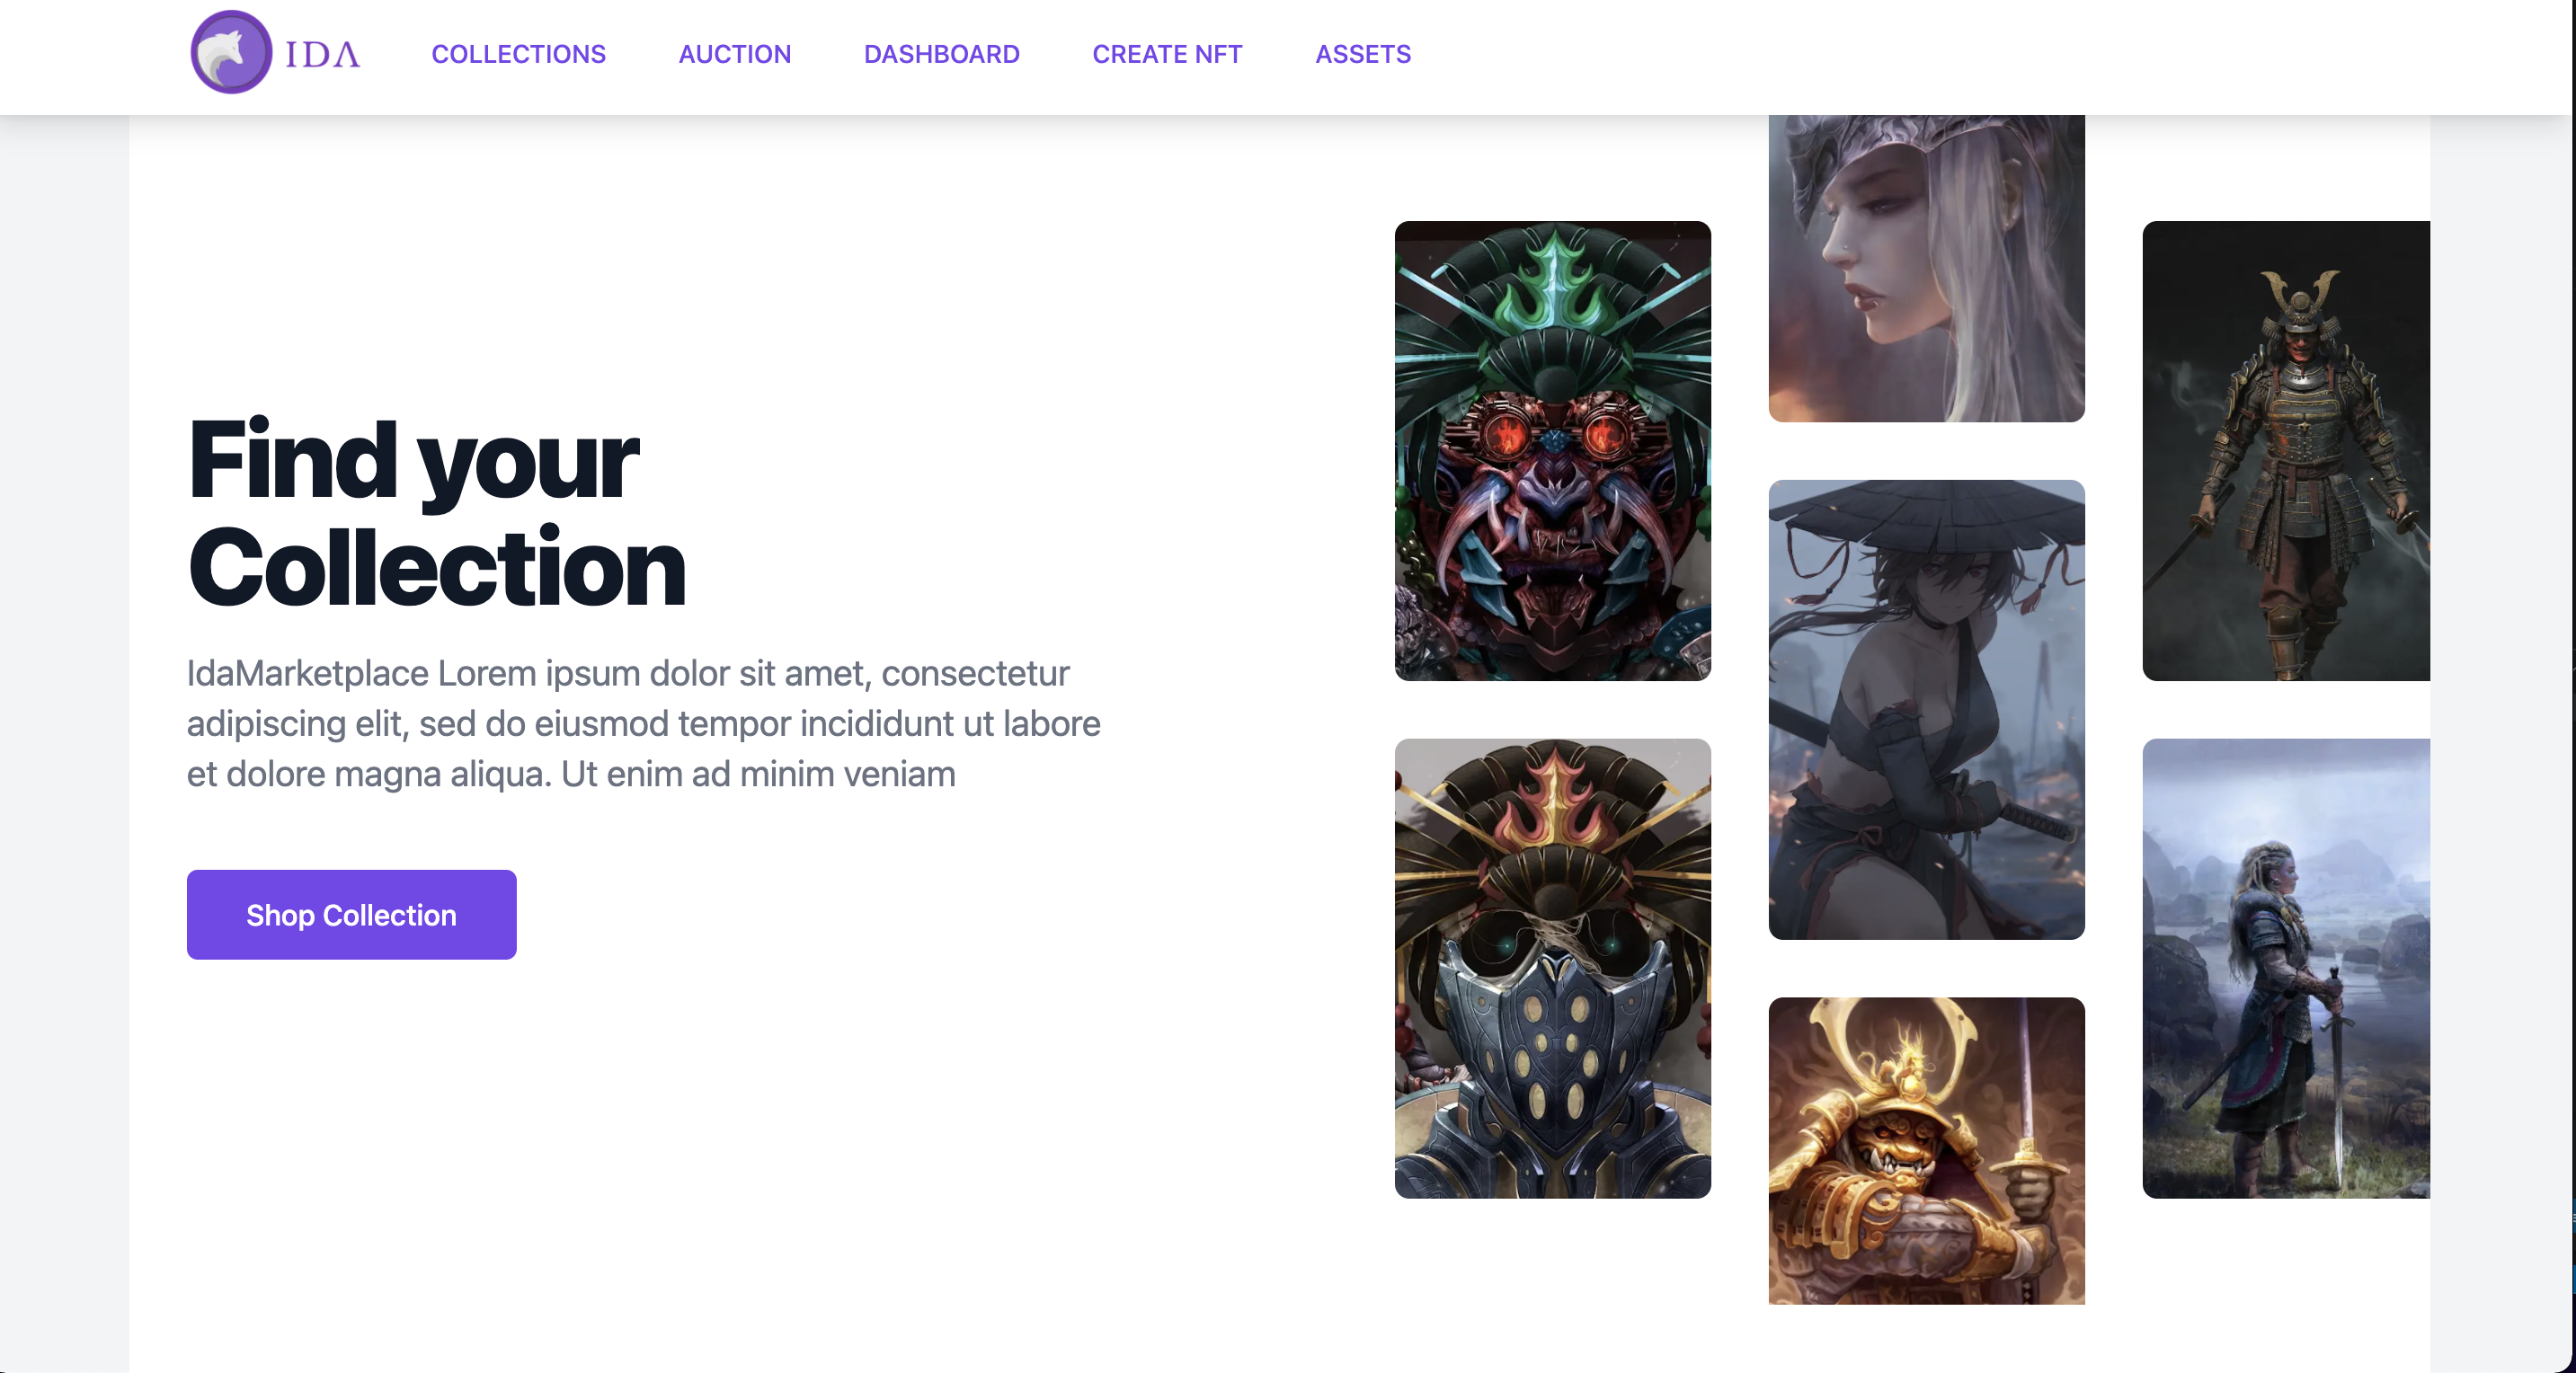 IDA
COLLECTIONS
AUCTION
DASHBOARD
CREATE NFT
ASSETS
Find your
Collection
IdaMarketplace Lorem ipsum dolor sit amet, consectetur
adipiscing elit, sed do eiusmod tempor incididunt ut labore
et dolore magna aliqua. Ut enim ad minim veniam
Shop Collection